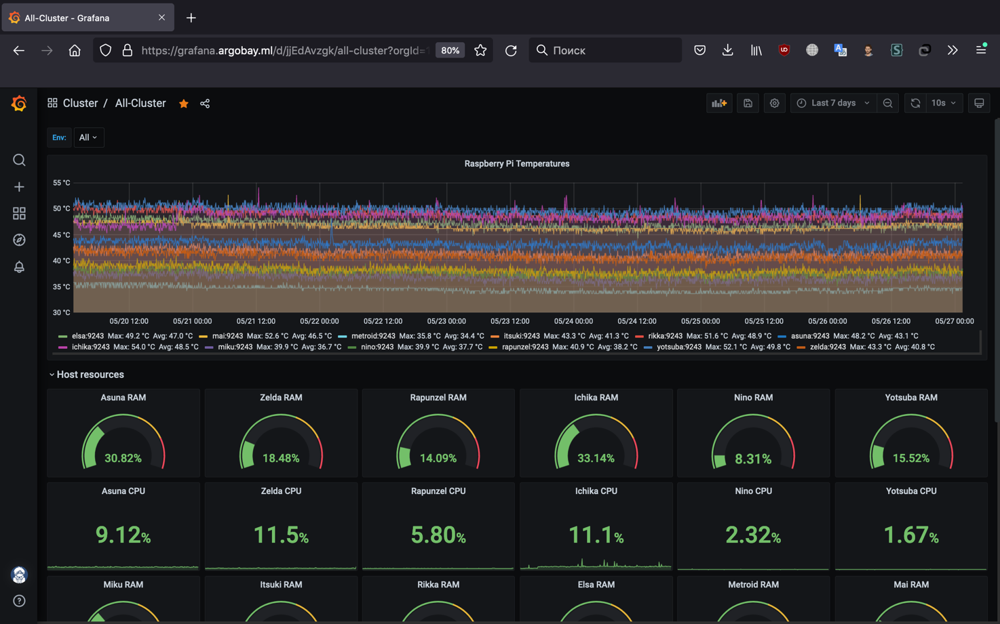 All-Cluster - Grafana
https://grafana.argobay.ml/d/jjEdAvzgk/all-cluster?orgId=1
80%
Поиск
Cluster / All-Cluster
Last 7 days
10s
Env:
All
Raspberry Pi Temperatures
55 °C
50 °C
45 °C
40 °C
35 °C
30 °C
05/20 12:00 05/21 00:00 05/21 12:00 05/22 00:00 05/22 12:00 05/23 00:00 05/23 12:00 05/24 00:00 05/24 12:00 05/25 00:00 05/25 12:00 05/26 00:00 05/26 12:00 05/27 00:00
elsa:9243 Max: 49.2 °C Avg: 47.0 °C mai:9243 Max: 52.6 °C Avg: 46.5 °C metroid:9243 Max: 35.8 °C Avg: 34.4 °C itsuki:9243 Max: 43.3 °C Avg: 41.3 °C rikka:9243 Max: 51.6 °C Avg: 48.9 °C asuna:9243 Max: 48.2 °C Avg: 43.1 °C
ichika:9243 Max: 54.0 °C Avg: 48.5 °C miku:9243 Max: 39.9 °C Avg: 36.7 °C nino:9243 Max: 39.9 °C Avg: 37.7 °C rapunzel:9243 Max: 40.9 °C Avg: 38.2 °C yotsuba:9243 Max: 52.1 °C Avg: 49.8 °C zelda:9243 Max: 43.3 °C Avg: 40.8 °C
Host resources
Asuna RAM Zelda RAM Rapunzel RAM Ichika RAM Nino RAM Yotsuba RAM
30.82% 18.48% 14.09% 33.14% 8.31% 15.52%
Asuna CPU Zelda CPU Rapunzel CPU Ichika CPU Nino CPU Yotsuba CPU
9.12% 11.5% 5.80% 11.1% 2.32% 1.67%
Miku RAM Itsuki RAM Rikka RAM Elsa RAM Metroid RAM Mai RAM